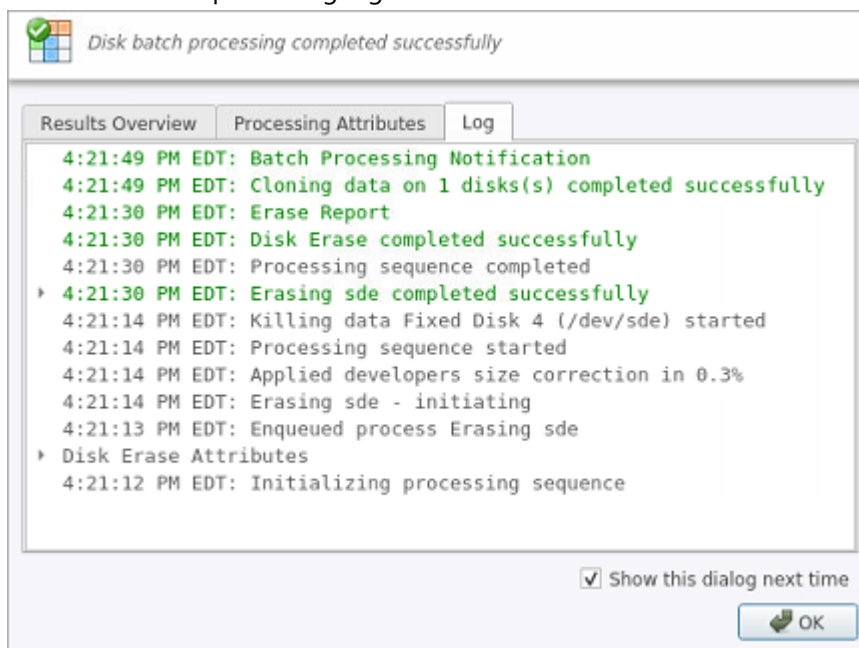 Disk batch processing completed successfully
Results Overview Processing Attributes Log
4:21:49 PM EDT: Batch Processing Notification
4:21:49 PM EDT: Cloning data on 1 disks(s) completed successfully
4:21:30 PM EDT: Erase Report
4:21:30 PM EDT: Disk Erase completed successfully
4:21:30 PM EDT: Processing sequence completed
4:21:30 PM EDT: Erasing sde completed successfully
4:21:14 PM EDT: Killing data Fixed Disk 4 (/dev/sde) started
4:21:14 PM EDT: Processing sequence started
4:21:14 PM EDT: Applied developers size correction in 0.3%
4:21:14 PM EDT: Erasing sde - initiating
4:21:13 PM EDT: Enqueued process Erasing sde
Disk Erase Attributes
4:21:12 PM EDT: Initializing processing sequence
Show this dialog next time
OK